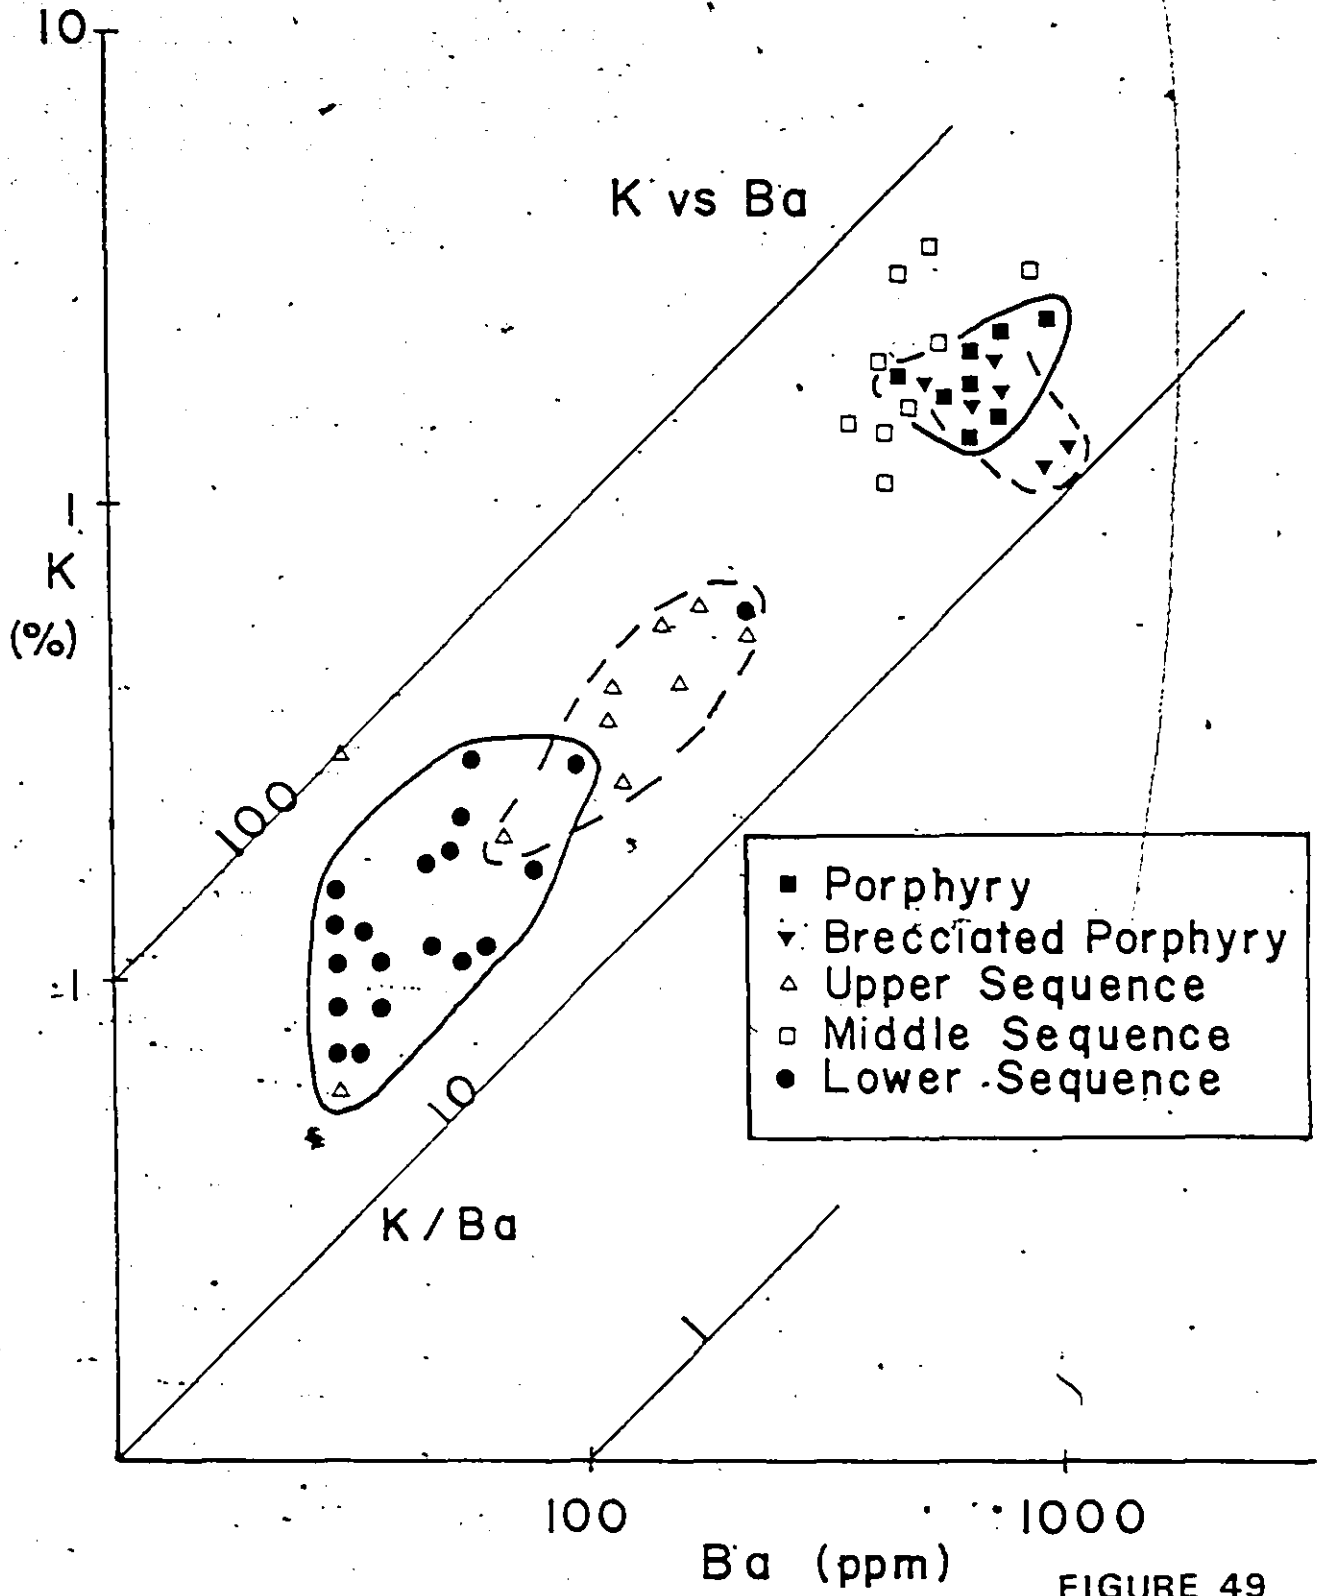 10
K vs Ba
1
K
(%)
100
.1
10
K/Ba
1
Porphyry
Brecciated Porphyry
Upper Sequence
Middle Sequence
Lower Sequence
100
1000
Ba (ppm)
FIGURE 49